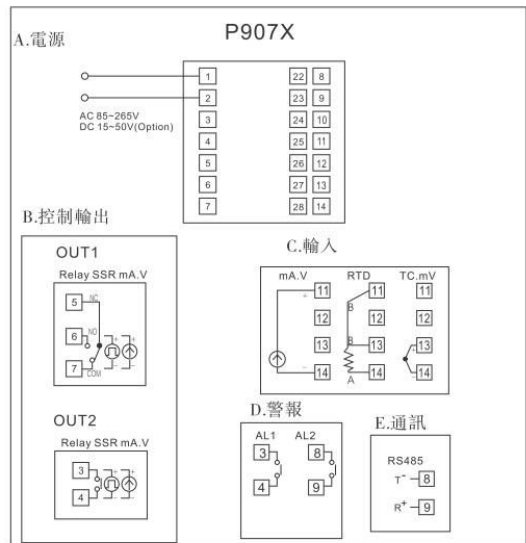 P907X
A.電源
AC 85~265V
DC 15~50V(Option)
1 22 8
2 23 9
3 24 10
4 25 11
5 26 12
6 27 13
7 28 14
B.控制輸出
OUT1
Relay SSR mA.V
5 NC
6 NO
7 COM
+ +
- -
OUT2
Relay SSR mA.V
3
4
+ +
- -
C.輸入
mA.V RTD TC.mV
+ 11 11 11
B
12 12 12
13 B 13 + 13
- 14 A 14 - 14
D.警報
AL1 AL2
3 8
4 9
E.通訊
RS485
T- 8
R+ 9